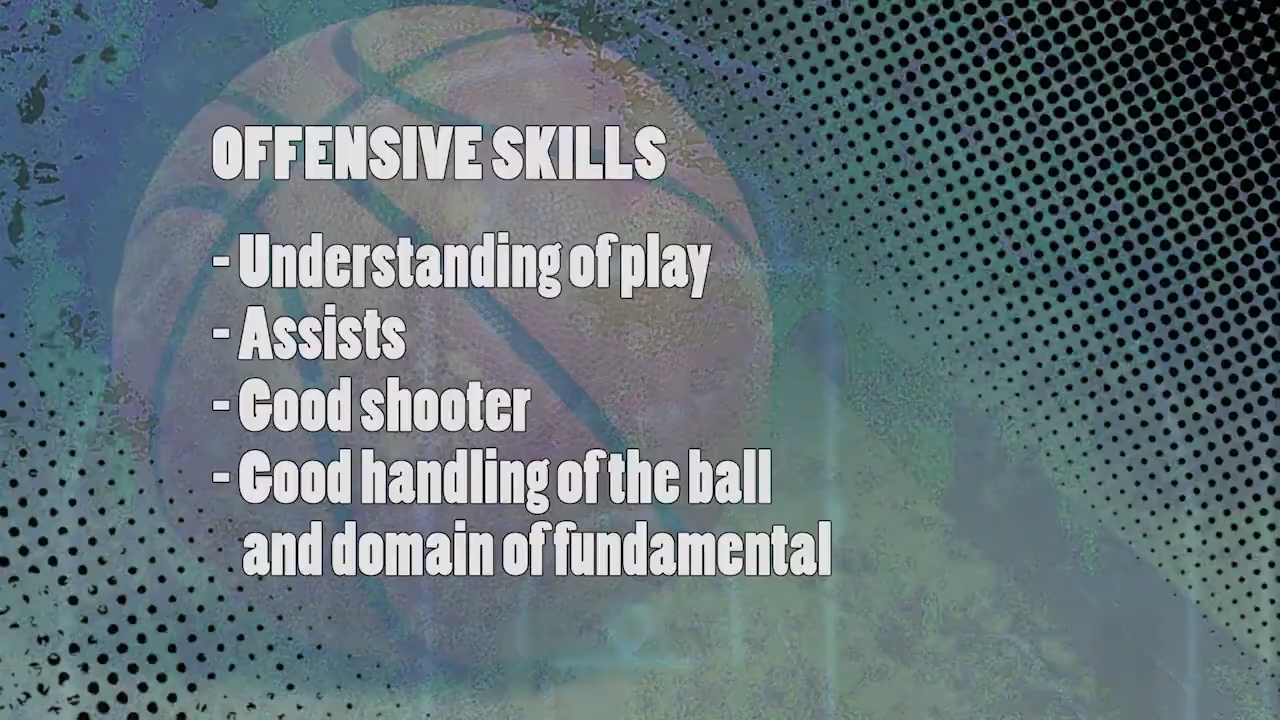 OFFENSIVE SKILLS
- Understanding of play
- Assists
- Good shooter
- Good handling of the ball
and domain of fundamental